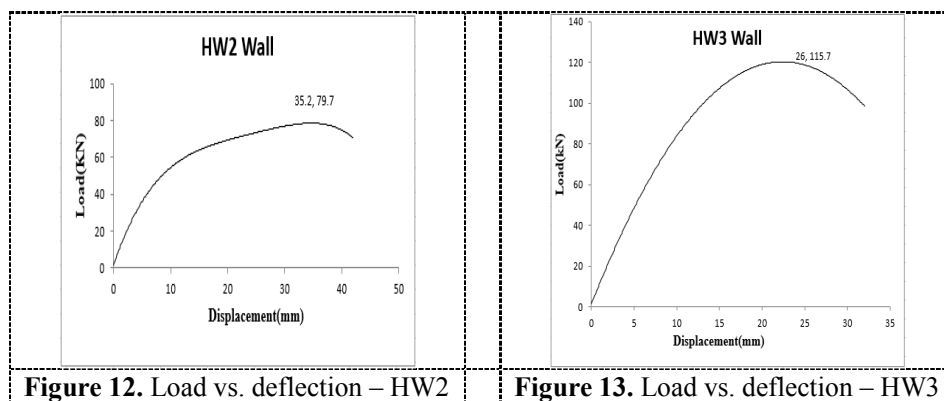 HW2 Wall
35.2, 79.7
100
80
60
40
20
0
Load(KN)
0 10 20 30 40 50
Displacement(mm)
Figure 12. Load vs. deflection – HW2
HW3 Wall
26, 115.7
140
120
100
80
60
40
20
0
Load(kN)
0 5 10 15 20 25 30 35
Displacement(mm)
Figure 13. Load vs. deflection – HW3